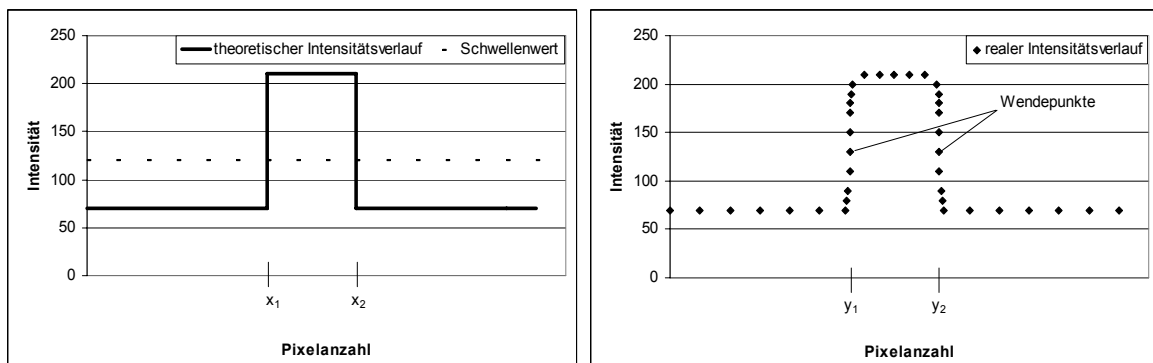 250
theoretischer Intensitätsverlauf
Schwellenwert
200
150
100
50
0
Intensität
x1
x2
Pixelanzahl
250
realer Intensitätsverlauf
200
Wendepunkte
150
100
50
0
Intensität
y1
y2
Pixelanzahl